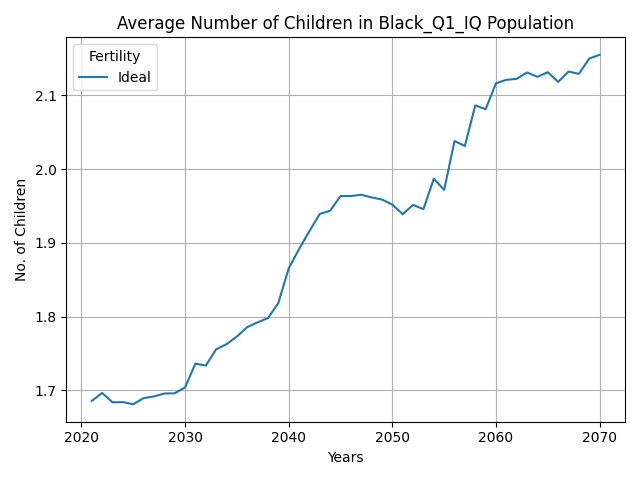 Average Number of Children in Black_Q1_IQ Population
Fertility
Ideal
2.1
2.0
1.9
1.8
1.7
No. of Children
2020 2030 2040 2050 2060 2070
Years